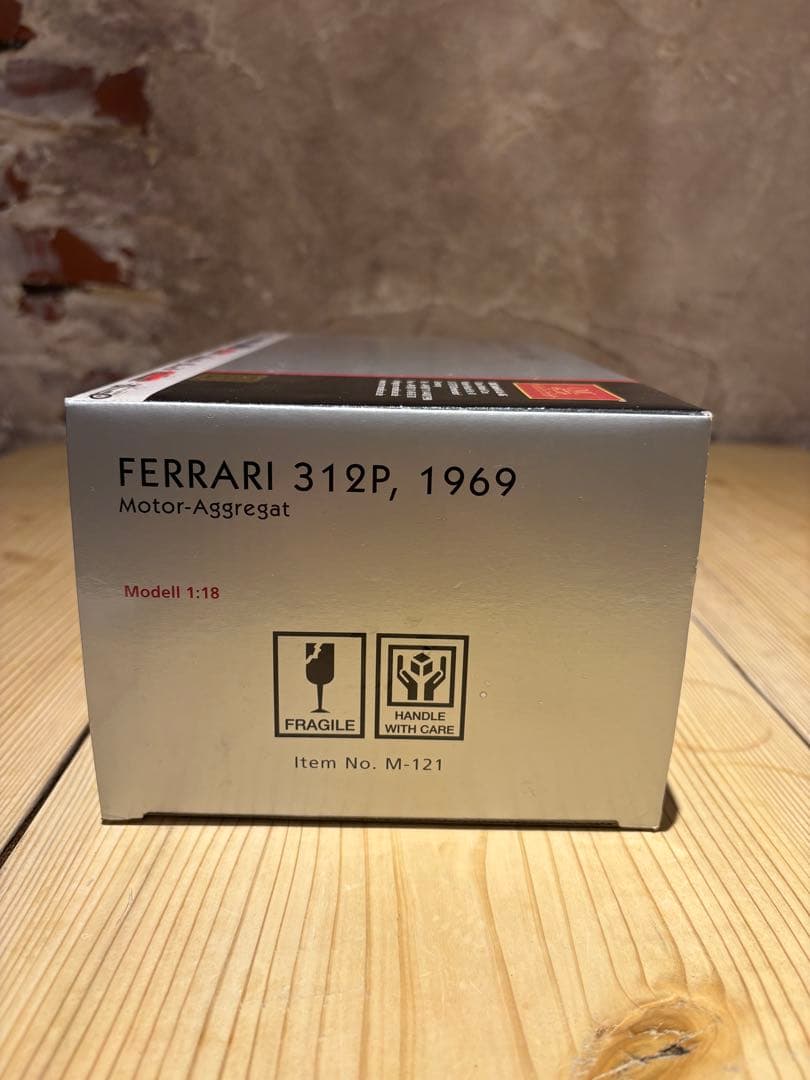 FERRARI 312P, 1969
Motor-Aggregat
Modell 1:18
FRAGILE
HANDLE
WITH CARE
Item No. M-121